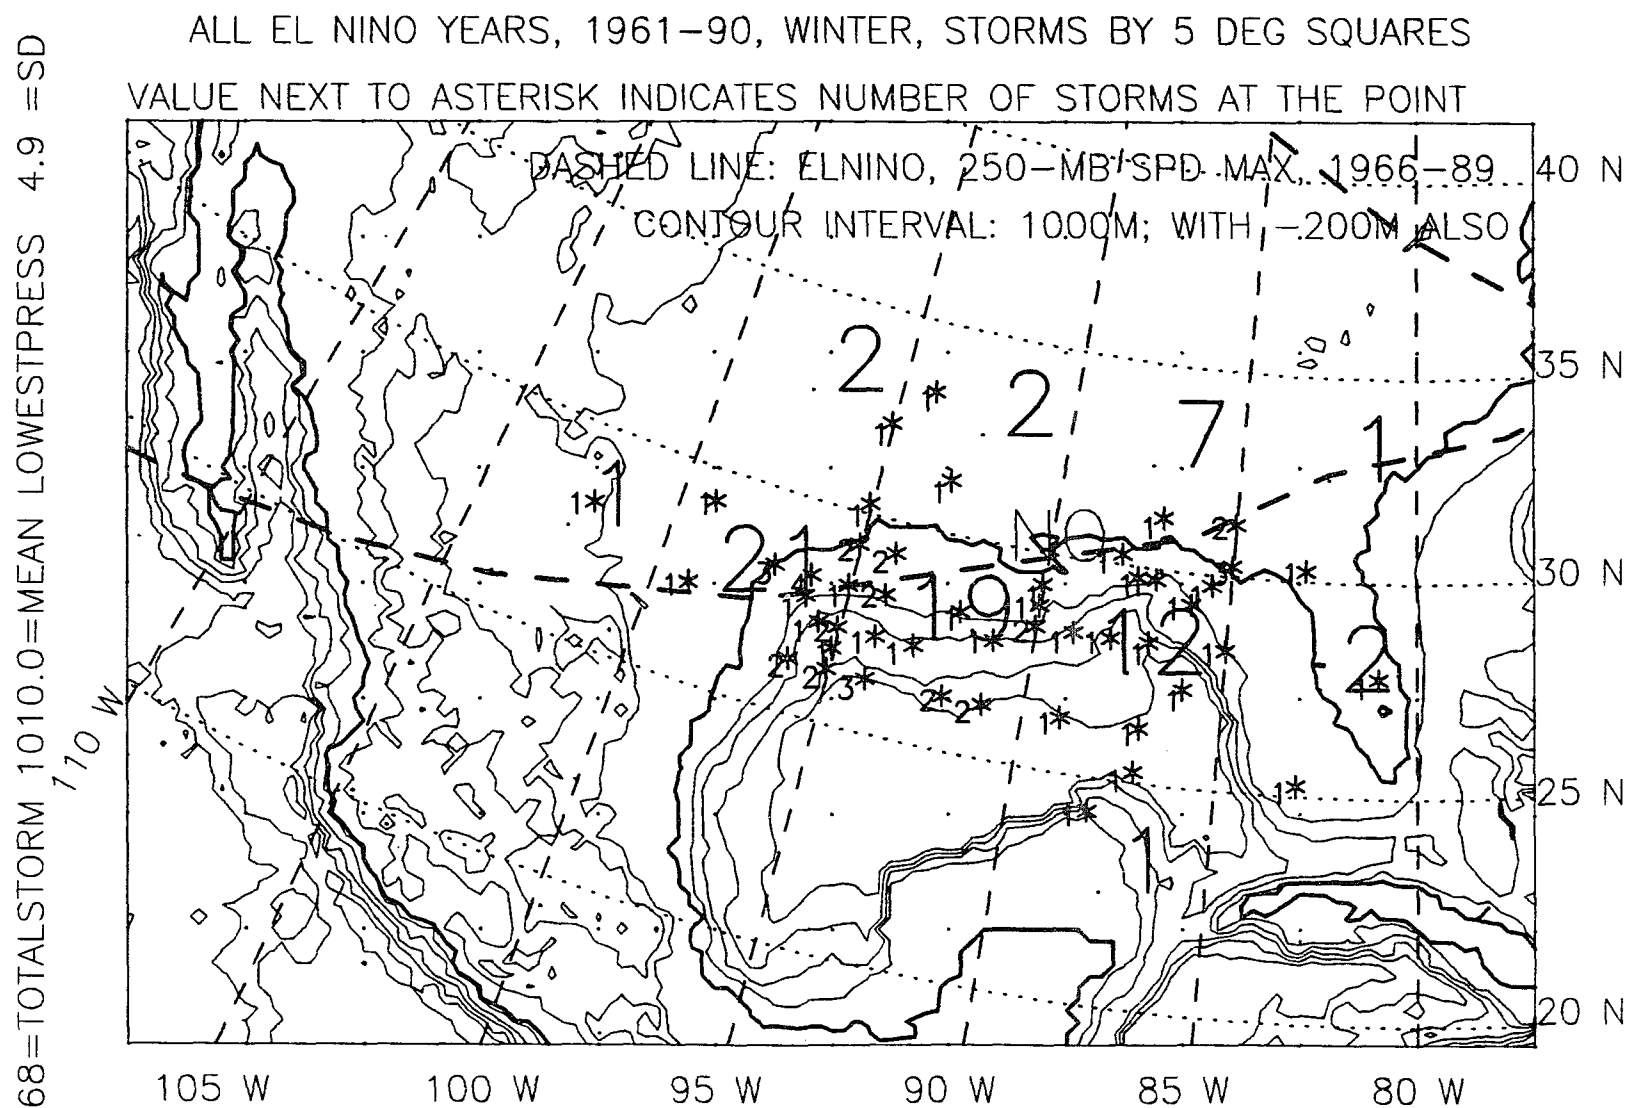 ALL EL NINO YEARS, 1961-90, WINTER, STORMS BY 5 DEG SQUARES
VALUE NEXT TO ASTERISK INDICATES NUMBER OF STORMS AT THE POINT
DASHED LINE: ELNINO, 250-MB SPD MAX, 1966-89
CONTOUR INTERVAL: 1000M; WITH -200M ALSO
68=TOTALSTORM 1010.0=MEAN LOWESTPRESS 4.9 =SD
40 N
35 N
2
2
7
1
1
NO
21
30 N
19
12
2
110 W
25 N
1
20 N
105 W 100 W 95 W 90 W 85 W 80 W